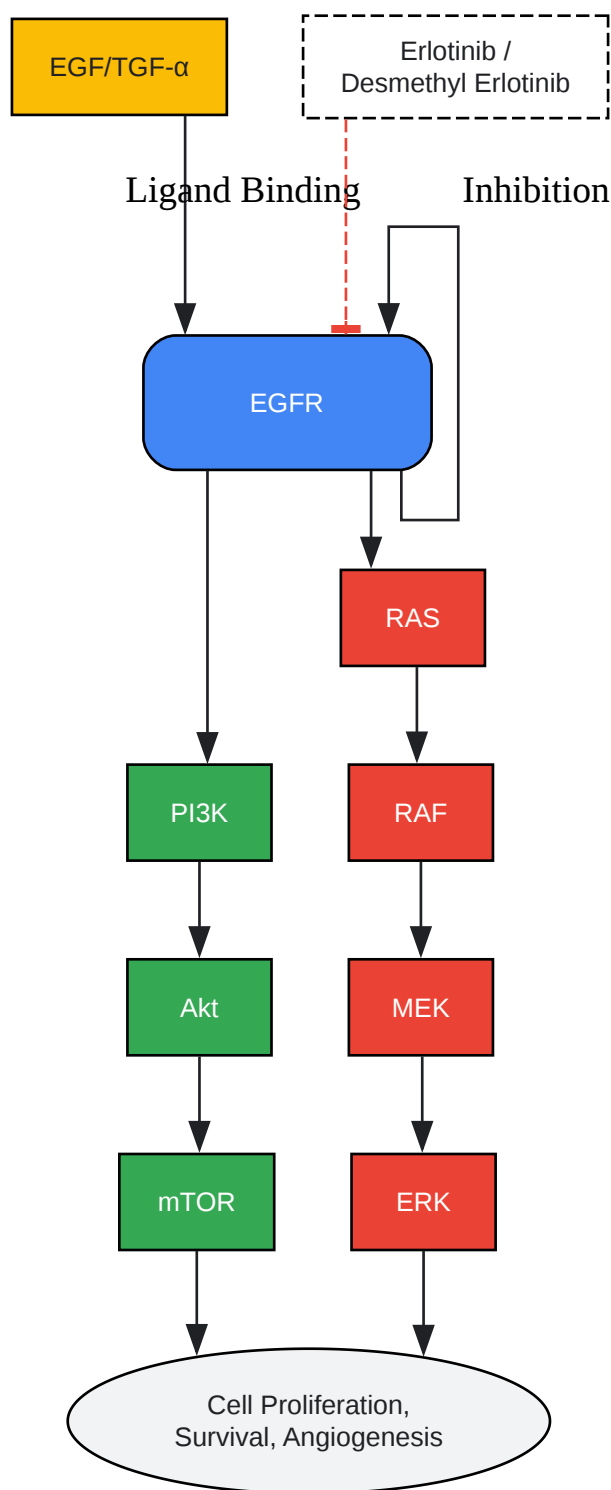 EGF/TGF-α
Erlotinib /
Desmethyl Erlotinib
Ligand Binding
Inhibition
EGFR
RAS
PI3K
RAF
Akt
MEK
mTOR
ERK
Cell Proliferation,
Survival, Angiogenesis